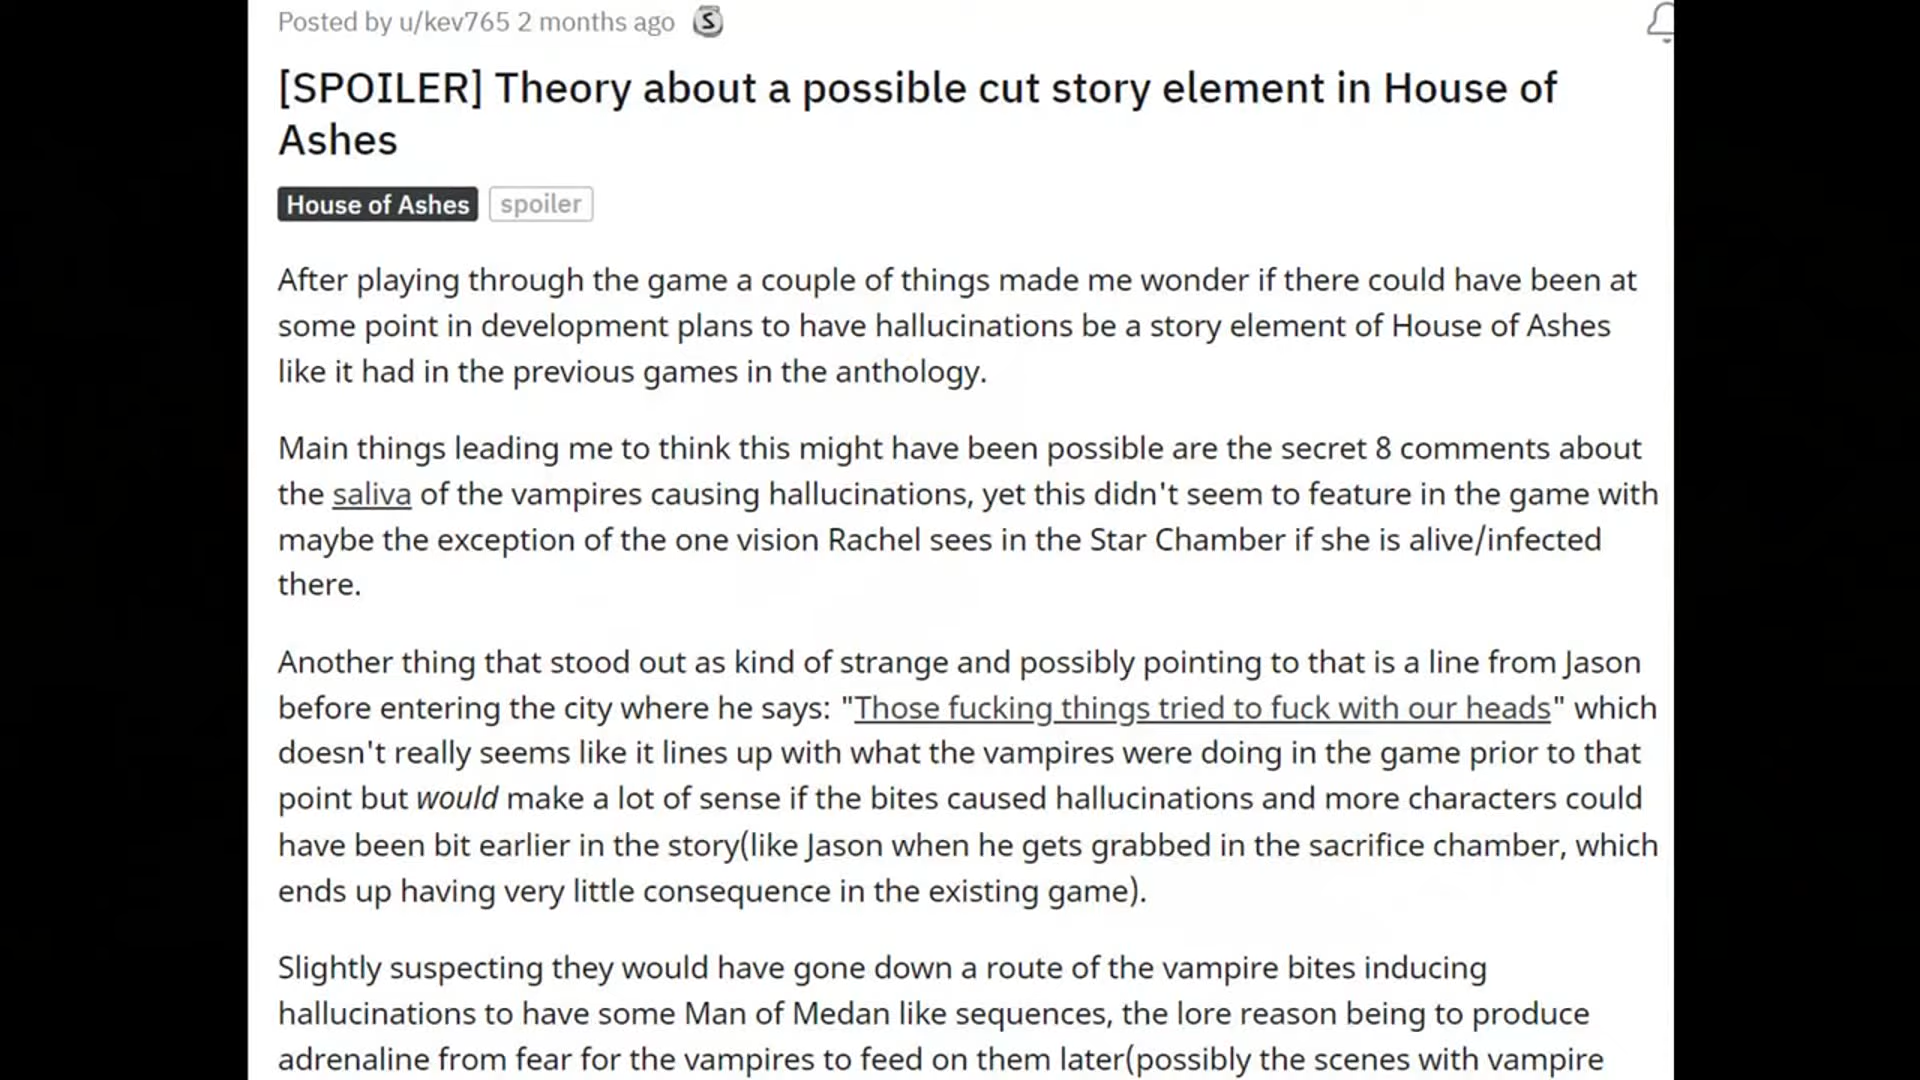 Posted by u/kev765 2 months ago
[SPOILER] Theory about a possible cut story element in House of
Ashes
House of Ashes spoiler
After playing through the game a couple of things made me wonder if there could have been at
some point in development plans to have hallucinations be a story element of House of Ashes
like it had in the previous games in the anthology.
Main things leading me to think this might have been possible are the secret 8 comments about
the saliva of the vampires causing hallucinations, yet this didn't seem to feature in the game with
maybe the exception of the one vision Rachel sees in the Star Chamber if she is alive/infected
there.
Another thing that stood out as kind of strange and possibly pointing to that is a line from Jason
before entering the city where he says: "Those fucking things tried to fuck with our heads" which
doesn't really seems like it lines up with what the vampires were doing in the game prior to that
point but would make a lot of sense if the bites caused hallucinations and more characters could
have been bit earlier in the story(like Jason when he gets grabbed in the sacrifice chamber, which
ends up having very little consequence in the existing game).
Slightly suspecting they would have gone down a route of the vampire bites inducing
hallucinations to have some Man of Medan like sequences, the lore reason being to produce
adrenaline from fear for the vampires to feed on them later(possibly the scenes with vampire